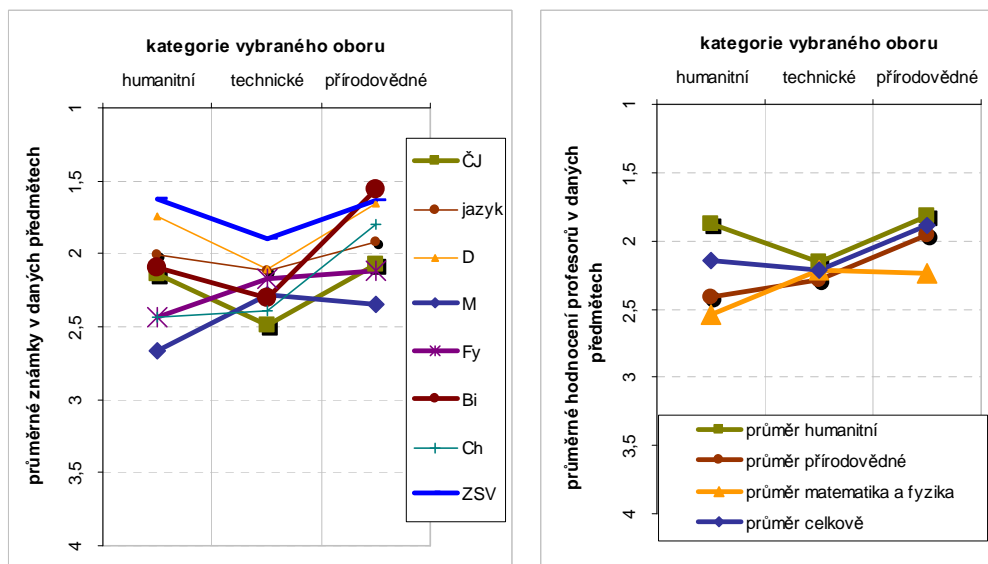 kategorie vybraného oboru
humanitní technické přírodovědné
průměrné známky v daných předmětech
1
1,5
2
2,5
3
3,5
4
ČJ
jazyk
D
M
Fy
Bi
Ch
ZSV
kategorie vybraného oboru
humanitní technické přírodovědné
průměrné hodnocení profesorů v daných
předmětech
1
1,5
2
2,5
3
3,5
4
průměr humanitní
průměr přírodovědné
průměr matematika a fyzika
průměr celkově